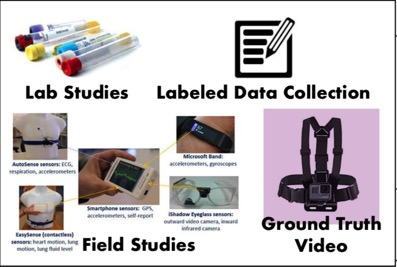 Lab Studies
Labeled Data Collection
AutoSense sensors: ECG,
respiration, accelerometers
Microsoft Band:
accelerometers, gyroscopes
Smartphone sensors: GPS,
accelerometers, self-report
EasySense (contactless)
sensors: heart motion, lung
motion, lung fluid level
iShadow Eyeglass sensors:
outward video camera, inward
infrared camera
Field Studies
Ground Truth
Video